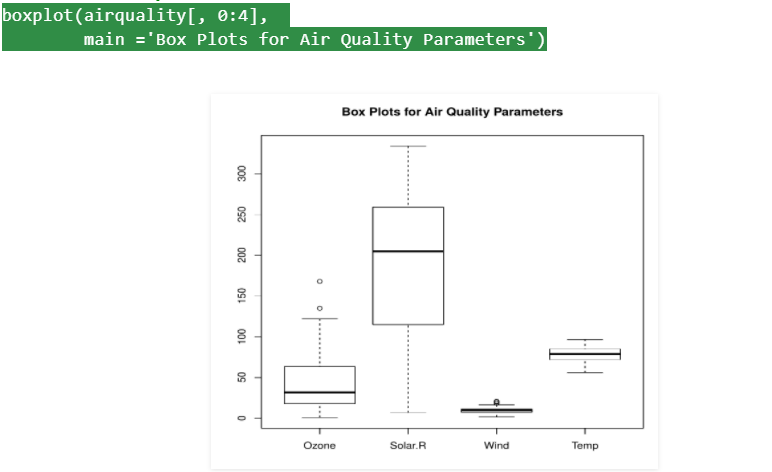 boxplot(airquality[, 0:4],
main ='Box Plots for Air Quality Parameters')
Box Plots for Air Quality Parameters
300
250
200
150
100
50
0
Ozone Solar.R Wind Temp